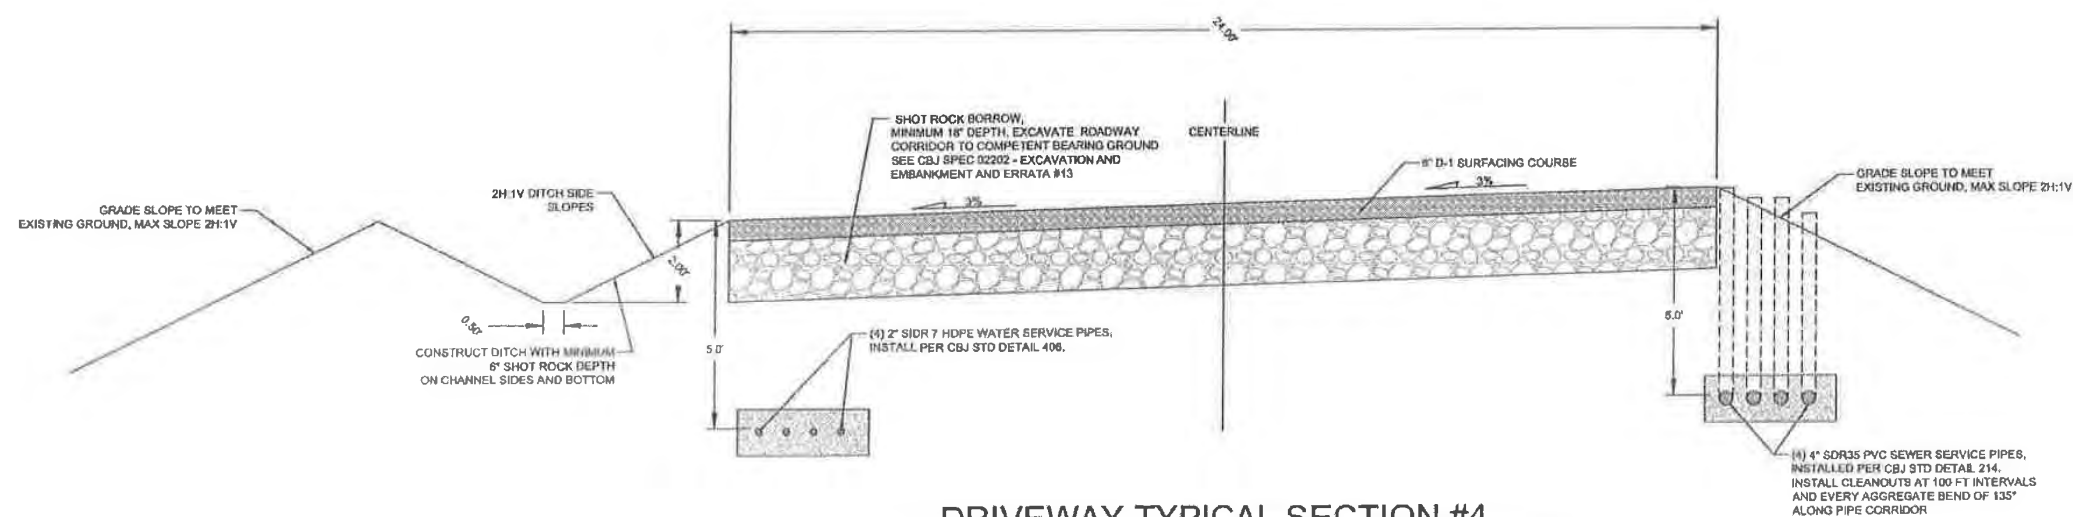 24.00'
SHOT ROCK BORROW,
MINIMUM 18" DEPTH, EXCAVATE ROADWAY
CORRIDOR TO COMPETENT BEARING GROUND
SEE CBJ SPEC 02202 - EXCAVATION AND
EMBANKMENT AND ERRATA #13
CENTERLINE
6" D-1 SURFACING COURSE
GRADE SLOPE TO MEET
EXISTING GROUND, MAX SLOPE 2H:1V
2H:1V DITCH SIDE
SLOPES
GRADE SLOPE TO MEET
EXISTING GROUND, MAX SLOPE 2H:1V
3%
3%
2.00'
0.50'
CONSTRUCT DITCH WITH MINIMUM
6" SHOT ROCK DEPTH
ON CHANNEL SIDES AND BOTTOM
5.0'
(4) 2" SIDR 7 HDPE WATER SERVICE PIPES,
INSTALL PER CBJ STD DETAIL 406.
5.0'
(4) 4" SDR35 PVC SEWER SERVICE PIPES,
INSTALLED PER CBJ STD DETAIL 214.
INSTALL CLEANOUTS AT 100 FT INTERVALS
AND EVERY AGGREGATE BEND OF 135°
ALONG PIPE CORRIDOR
DRIVEWAY TYPICAL SECTION #4